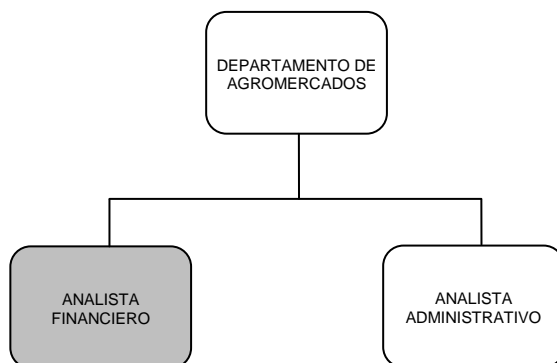 DEPARTAMENTO DE
AGROMERCADOS
ANALISTA
FINANCIERO
ANALISTA
ADMINISTRATIVO